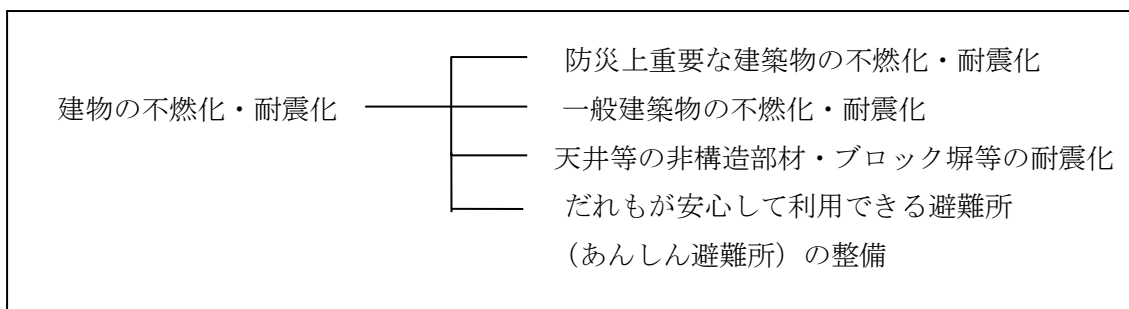 建物の不燃化・耐震化
防災上重要な建築物の不燃化・耐震化
一般建築物の不燃化・耐震化
天井等の非構造部材・ブロック塀等の耐震化
だれもが安心して利用できる避難所
（あんしん避難所）の整備